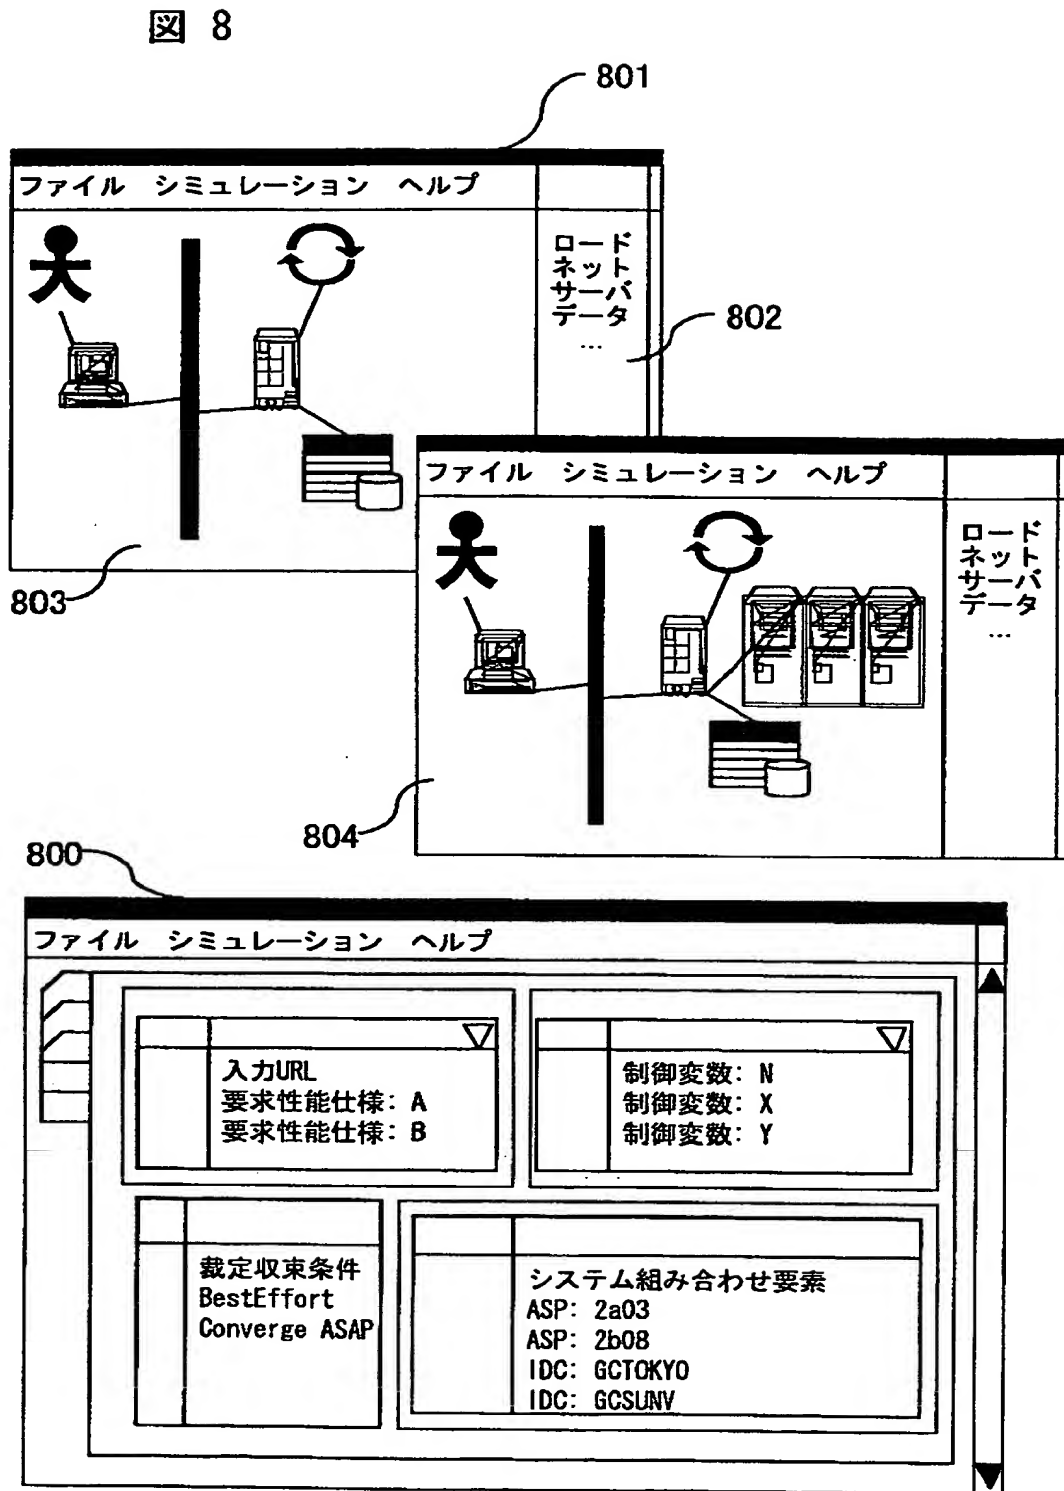 図 8
801
ファイル シミュレーション ヘルプ
ロード
ネット
サーバ
データ
...
802
803
ファイル シミュレーション ヘルプ
ロード
ネット
サーバ
データ
...
804
800
ファイル シミュレーション ヘルプ
入力URL
要求性能仕様: A
要求性能仕様: B
制御変数: N
制御変数: X
制御変数: Y
裁定収束条件
BestEffort
Converge ASAP
システム組み合わせ要素
ASP: 2a03
ASP: 2b08
IDC: GCTOKYO
IDC: GCSUNV